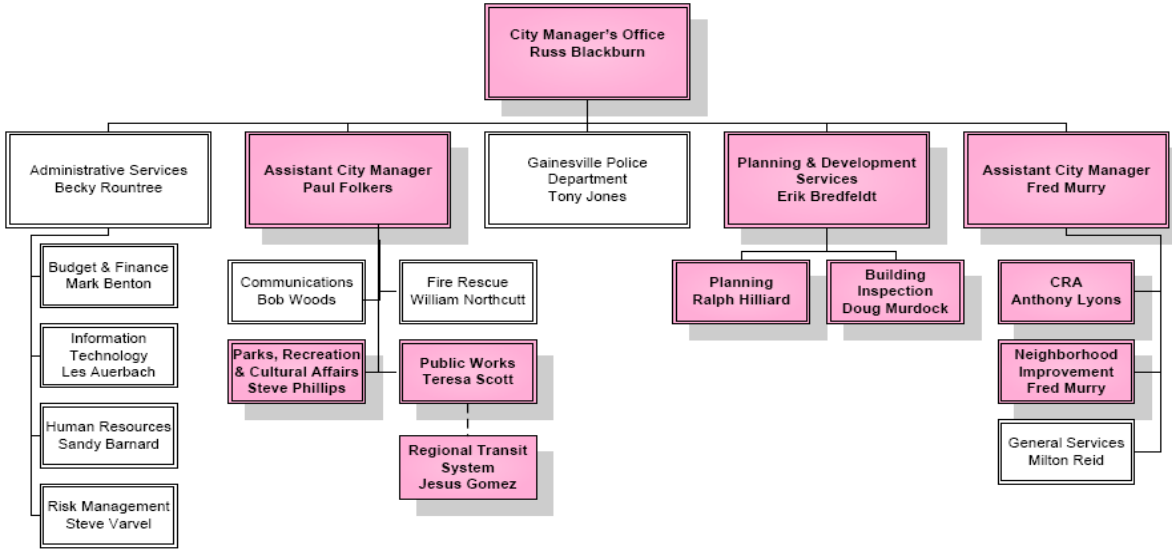 City Manager's Office
Russ Blackburn
Administrative Services
Becky Rountree
Assistant City Manager
Paul Folkers
Gainesville Police
Department
Tony Jones
Planning & Development
Services
Erik Bredfeldt
Assistant City Manager
Fred Murry
Budget & Finance
Mark Benton
Information
Technology
Les Auerbach
Human Resources
Sandy Barnard
Risk Management
Steve Varvel
Communications
Bob Woods
Fire Rescue
William Northcutt
Parks, Recreation
& Cultural Affairs
Steve Phillips
Public Works
Teresa Scott
Regional Transit
System
Jesus Gomez
Planning
Ralph Hilliard
Building
Inspection
Doug Murdock
CRA
Anthony Lyons
Neighborhood
Improvement
Fred Murry
General Services
Milton Reid